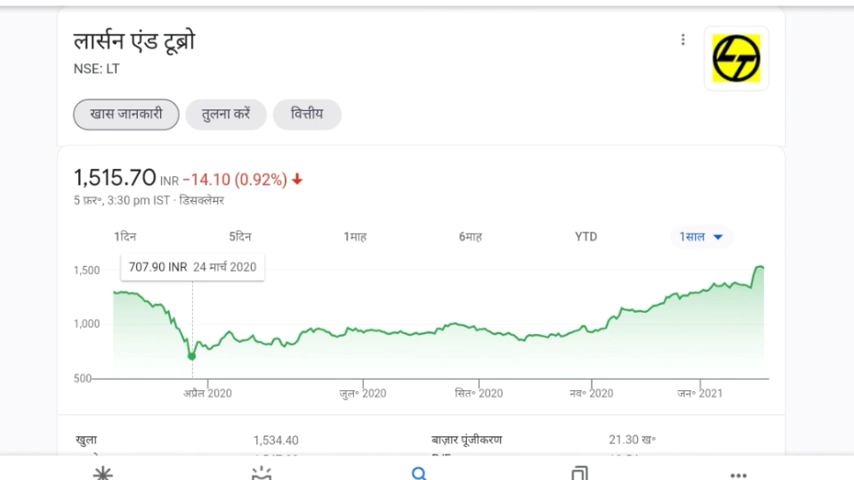 लार्सन एंड टूब्रो
NSE: LT
खास जानकारी तुलना करें वित्तीय
1,515.70 INR −14.10 (0.92%)
5 फ़र॰, 3:30 pm IST · डिसक्लेमर
1दिन 5दिन 1माह 6माह YTD 1साल
707.90 INR 24 मार्च 2020
1,500
1,000
500
अप्रैल 2020 जुल॰ 2020 सित॰ 2020 नव॰ 2020 जन॰ 2021
खुला 1,534.40 बाज़ार पूंजीकरण 21.30 ख॰